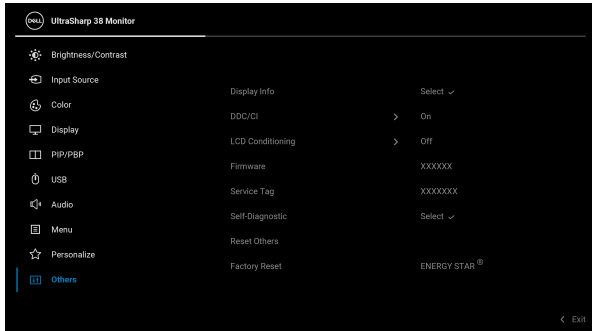 DELL UltraSharp 38 Monitor
Brightness/Contrast
Input Source
Color
Display
PIP/PBP
USB
Audio
Menu
Personalize
Others
Display Info Select ✓
DDC/CI > On
LCD Conditioning > Off
Firmware XXXXXX
Service Tag XXXXXXX
Self-Diagnostic Select ✓
Reset Others
Factory Reset ENERGY STAR ®
< Exit